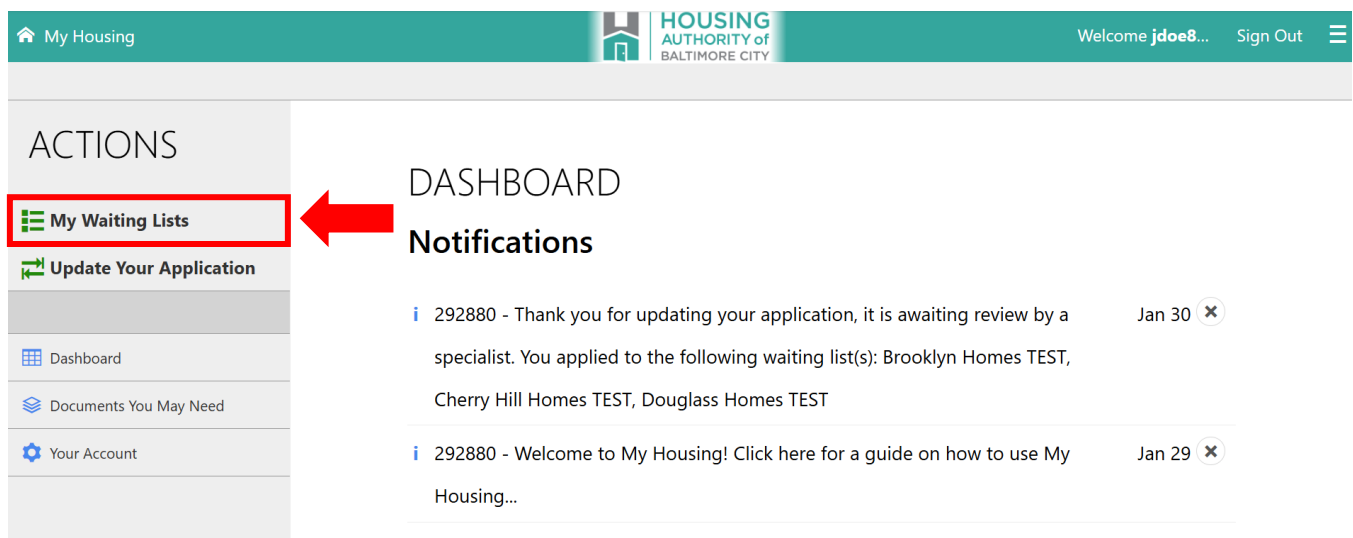 My Housing
HOUSING
AUTHORITY of
BALTIMORE CITY
Welcome jdoe8...
Sign Out
ACTIONS
My Waiting Lists
Update Your Application
Dashboard
Documents You May Need
Your Account
DASHBOARD
Notifications
i 292880 - Thank you for updating your application, it is awaiting review by a Jan 30
specialist. You applied to the following waiting list(s): Brooklyn Homes TEST,
Cherry Hill Homes TEST, Douglass Homes TEST
i 292880 - Welcome to My Housing! Click here for a guide on how to use My Jan 29
Housing...